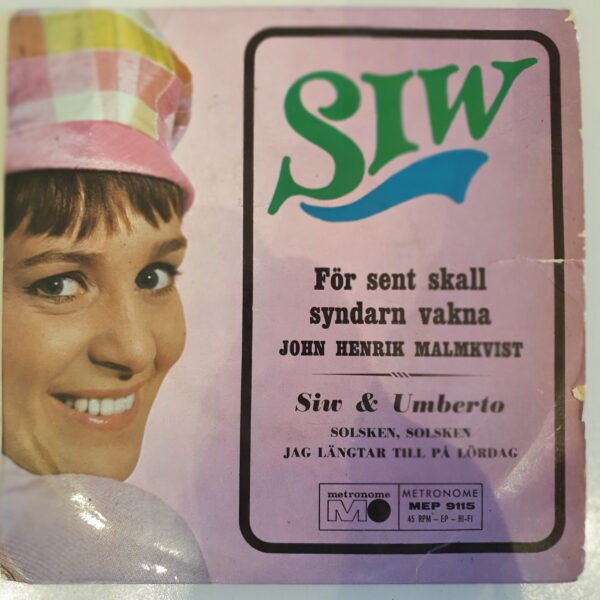 SIW
För sent skall
syndarn vakna
JOHN HENRIK MALMKVIST
Siw & Umberto
SOLSKEN, SOLSKEN
JAG LÄNGTAR TILL PÅ LÖRDAG
metronome
M
METRONOME
MEP 9115
45 RPM – EP – HI-FI